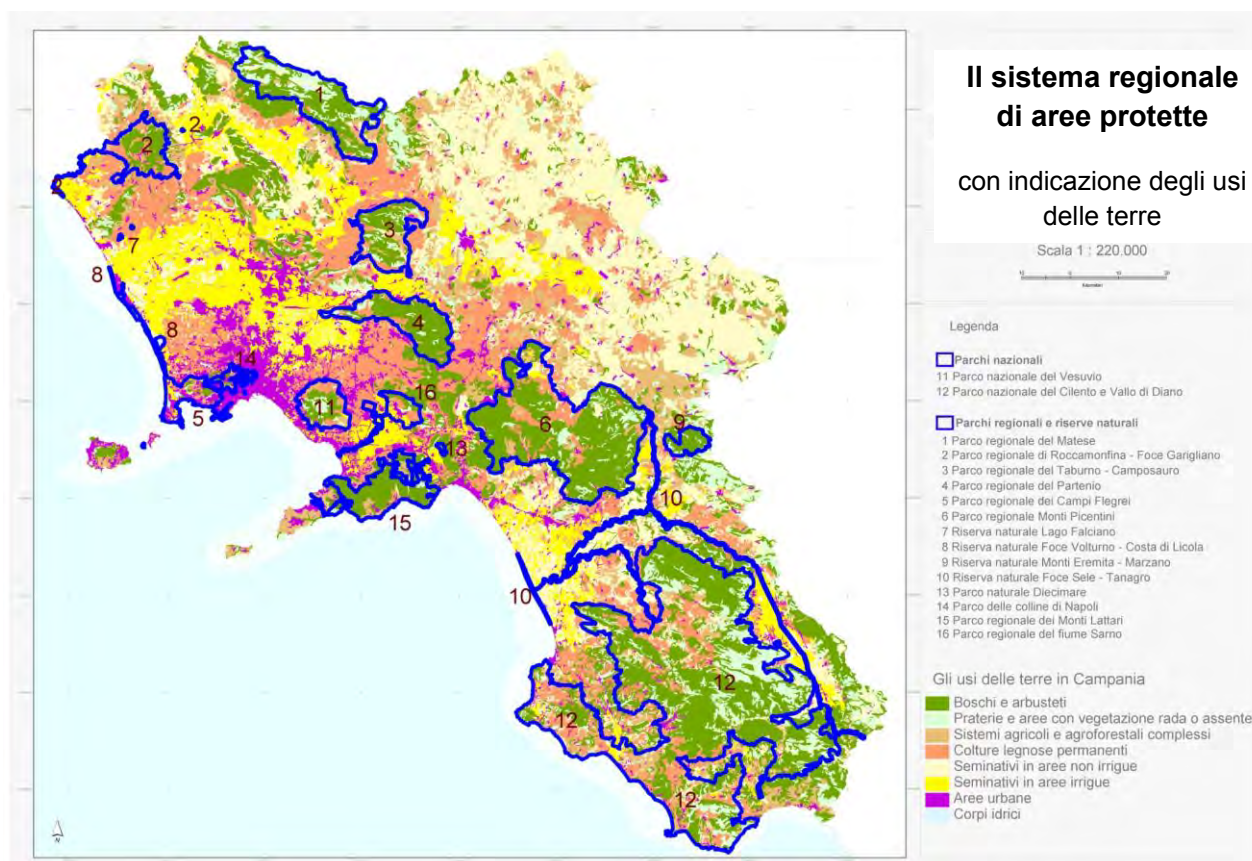 Il sistema regionale
di aree protette
con indicazione degli usi
delle terre
Scala 1 : 220.000
Legenda
Parchi nazionali
11 Parco nazionale del Vesuvio
12 Parco nazionale del Cilento e Vallo di Diano
Parchi regionali e riserve naturali
1 Parco regionale del Matese
2 Parco regionale di Roccamonfina - Foce Garigliano
3 Parco regionale del Taburno - Camposauro
4 Parco regionale del Partenio
5 Parco regionale dei Campi Flegrei
6 Parco regionale Monti Picentini
7 Riserva naturale Lago Falciano
8 Riserva naturale Foce Volturno - Costa di Licola
9 Riserva naturale Monti Eremita - Marzano
10 Riserva naturale Foce Sele - Tanagro
13 Parco naturale Diecimare
14 Parco delle colline di Napoli
15 Parco regionale dei Monti Lattari
16 Parco regionale del fiume Sarno
Gli usi delle terre in Campania
Boschi e arbusteti
Praterie e aree con vegetazione rada o assente
Sistemi agricoli e agroforestali complessi
Colture legnose permanenti
Seminativi in aree non irrigue
Seminativi in aree irrigue
Aree urbane
Corpi idrici
1
2
2
2
3
7
8
8
4
14
5
11
16
6
9
13
15
10
10
12
12
12
N